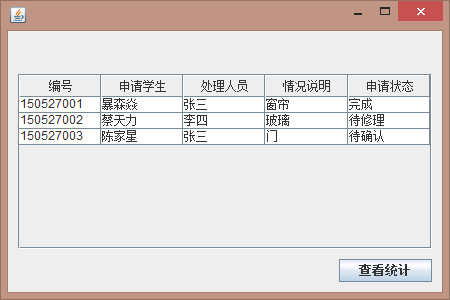 编号 申请学生 处理人员 情况说明 申请状态
150527001 暴森焱 张三 窗帘 完成
150527002 蔡天力 李四 玻璃 待修理
150527003 陈家星 张三 门 待确认
查看统计